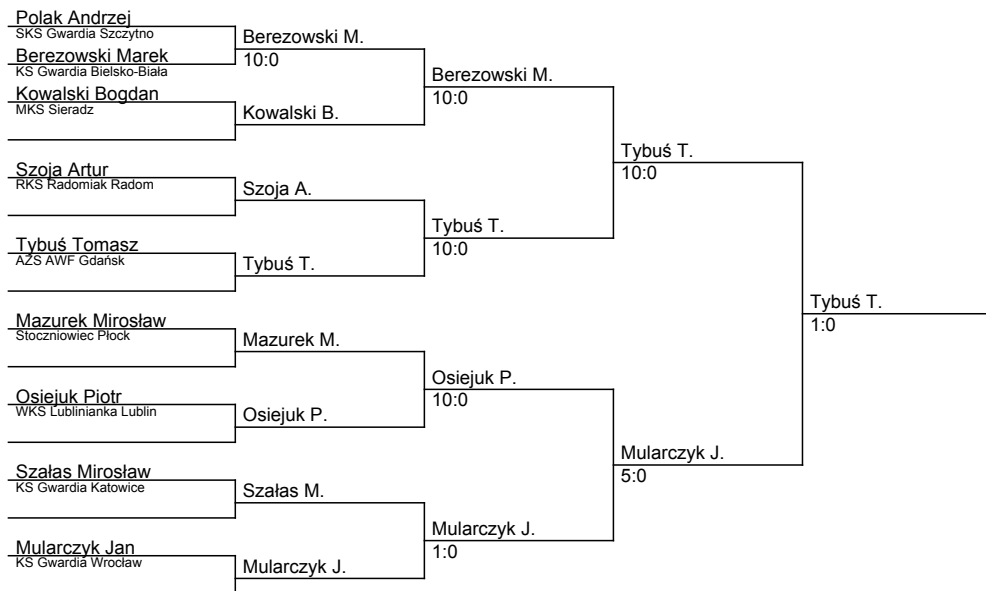 Polak Andrzej
SKS Gwardia Szczytno
Berezowski M.
10:0
Berezowski Marek
KS Gwardia Bielsko-Biała
Berezowski M.
10:0
Kowalski Bogdan
MKS Sieradz
Kowalski B.
Tybuś T.
10:0
Szoja Artur
RKS Radomiak Radom
Szoja A.
Tybuś T.
10:0
Tybuś Tomasz
AZS AWF Gdańsk
Tybuś T.
Tybuś T.
1:0
Mazurek Mirosław
Stoczniowiec Płock
Mazurek M.
Osiejuk P.
10:0
Osiejuk Piotr
WKS Lublinianka Lublin
Osiejuk P.
Mularczyk J.
5:0
Szałas Mirosław
KS Gwardia Katowice
Szałas M.
Mularczyk J.
1:0
Mularczyk Jan
KS Gwardia Wrocław
Mularczyk J.